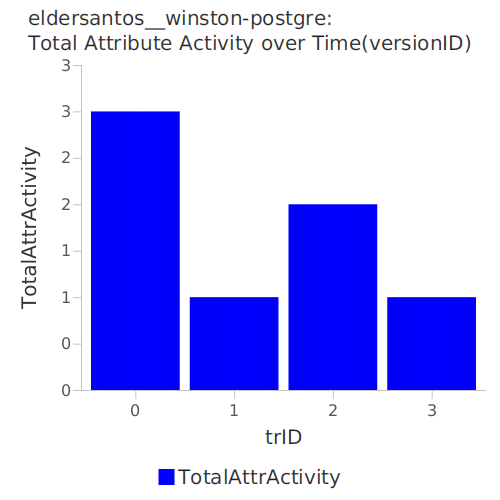 eldersantos__winston-postgre:
Total Attribute Activity over Time(versionID)
TotalAttrActivity
3
3
2
2
1
1
0
0
0 1 2 3
trID
TotalAttrActivity